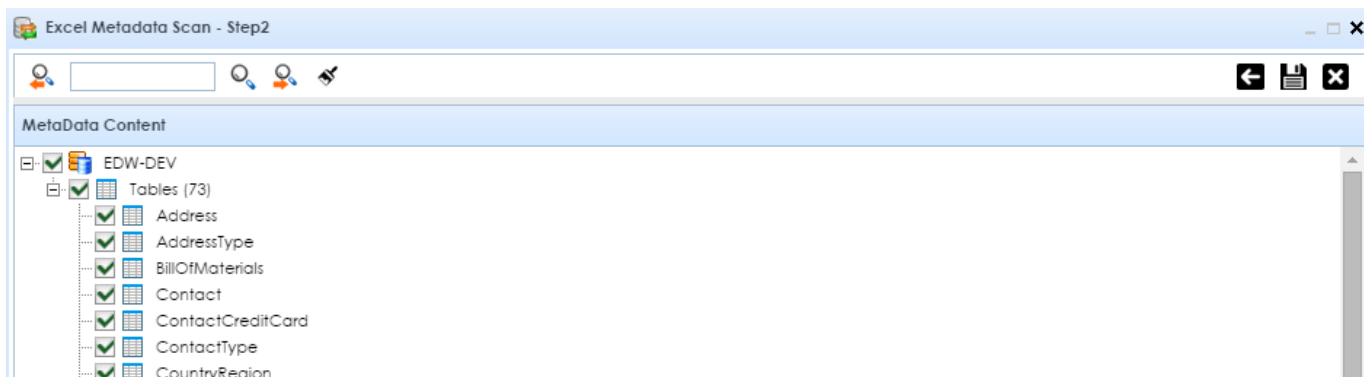 Excel Metadata Scan - Step2
MetaData Content
EDW-DEV
Tables (73)
Address
AddressType
BillOfMaterials
Contact
ContactCreditCard
ContactType
CountryRegion